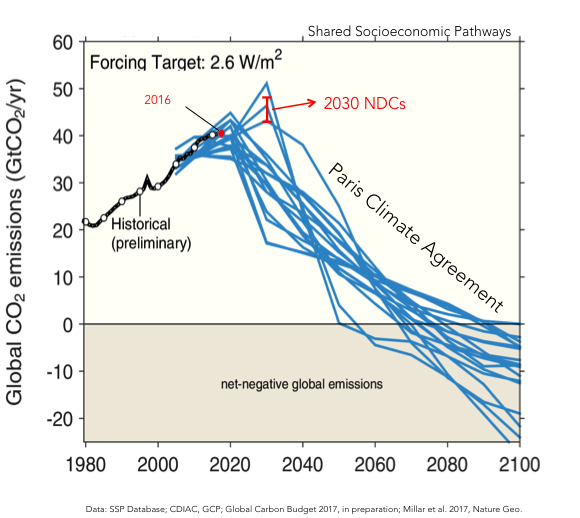 Shared Socioeconomic Pathways
60
Forcing Target: 2.6 W/m²
50
2016
2030 NDCs
40
30
Paris Climate Agreement
20
Historical
(preliminary)
10
0
-10
net-negative global emissions
-20
Global CO₂ emissions (GtCO₂/yr)
1980 2000 2020 2040 2060 2080 2100
Data: SSP Database; CDIAC, GCP; Global Carbon Budget 2017, in preparation; Millar et al. 2017, Nature Geo.